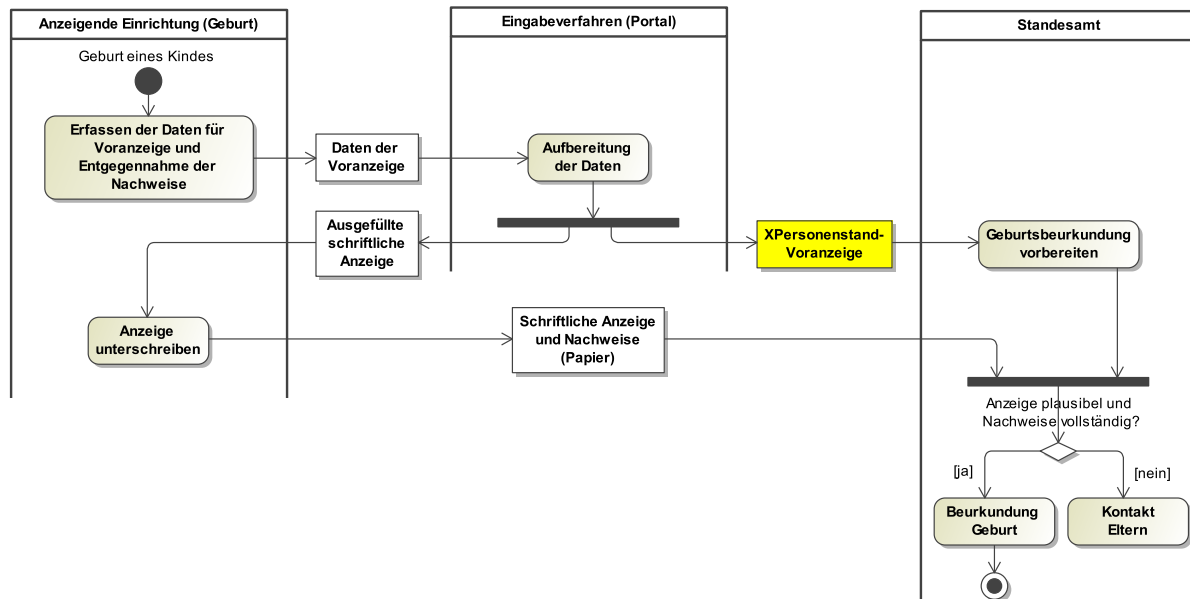 Anzeigende Einrichtung (Geburt)
Eingabeverfahren (Portal)
Standesamt
Geburt eines Kindes
Erfassen der Daten für
Voranzeige und
Entgegennahme der
Nachweise
Daten der
Voranzeige
Aufbereitung
der Daten
Ausgefüllte
schriftliche
Anzeige
XPersonenstand-
Voranzeige
Geburtsbeurkundung
vorbereiten
Anzeige
unterschreiben
Schriftliche Anzeige
und Nachweise
(Papier)
Anzeige plausibel und
Nachweise vollständig?
[ja]
[nein]
Beurkundung
Geburt
Kontakt
Eltern